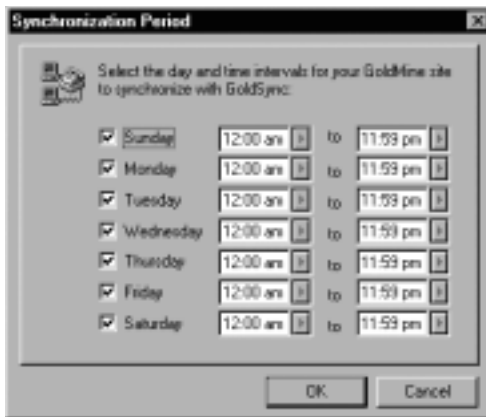 Synchronization Period
Select the day and time intervals for your GoldMine site
to synchronize with GoldSync:
Sunday 12:00 am to 11:59 pm
Monday 12:00 am to 11:59 pm
Tuesday 12:00 am to 11:59 pm
Wednesday 12:00 am to 11:59 pm
Thursday 12:00 am to 11:59 pm
Friday 12:00 am to 11:59 pm
Saturday 12:00 am to 11:59 pm
OK Cancel